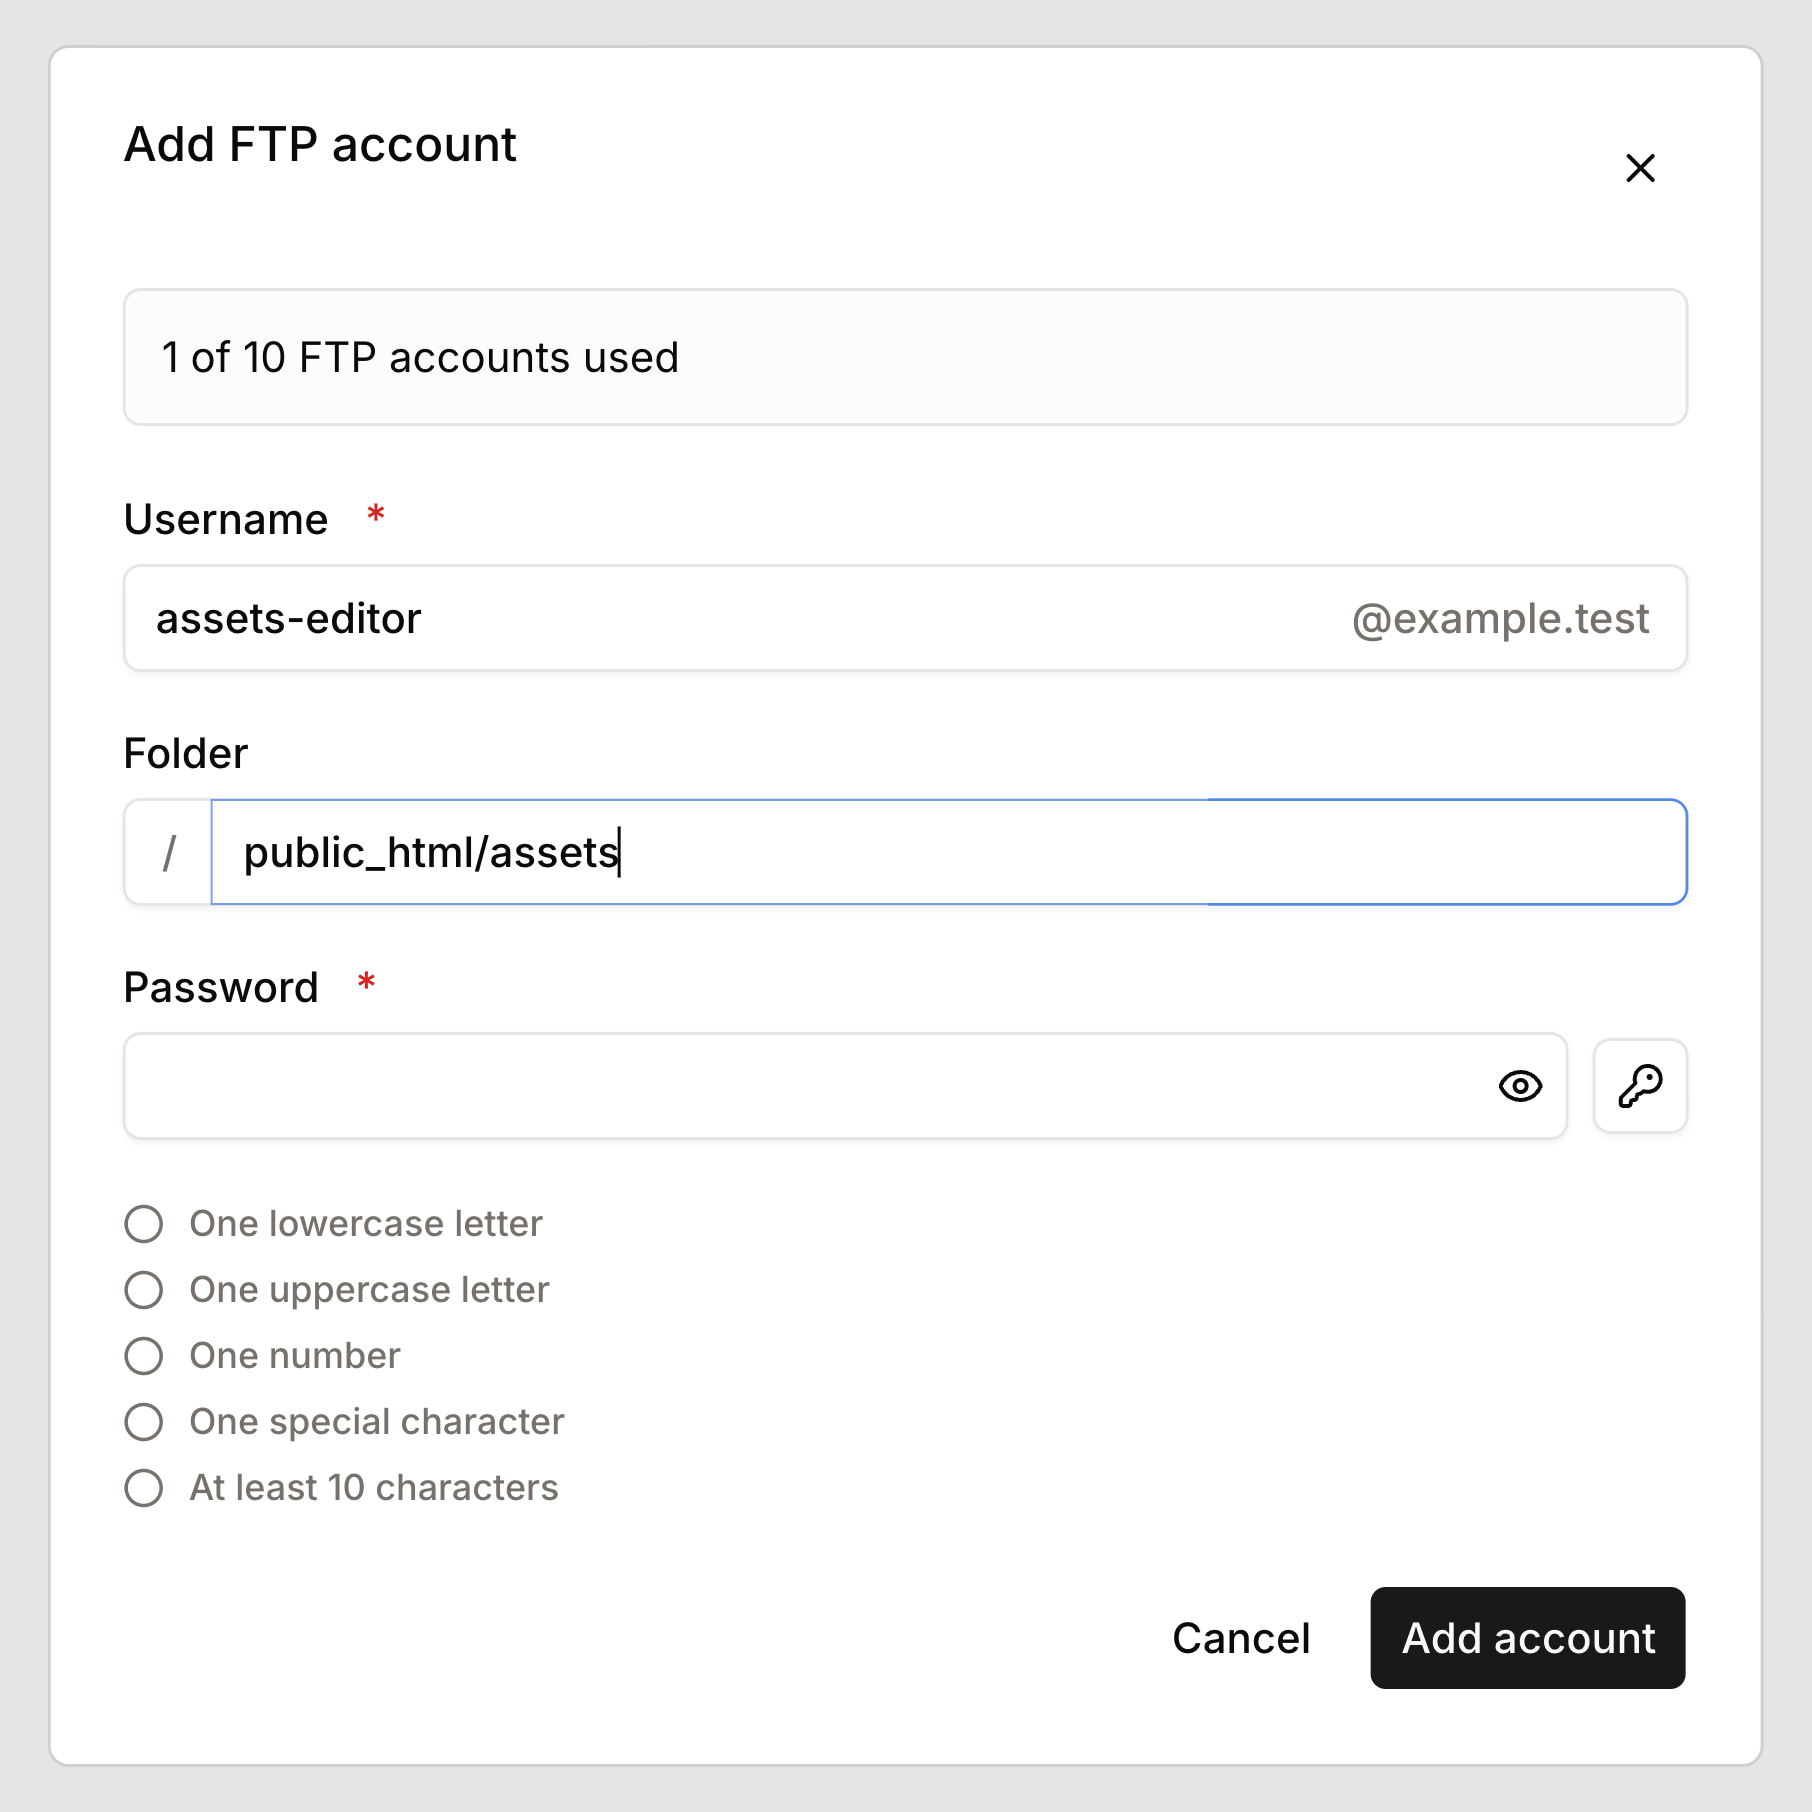 Add FTP account
1 of 10 FTP accounts used
Username *
assets-editor @example.test
Folder
/ public_html/assets
Password *
One lowercase letter
One uppercase letter
One number
One special character
At least 10 characters
Cancel Add account